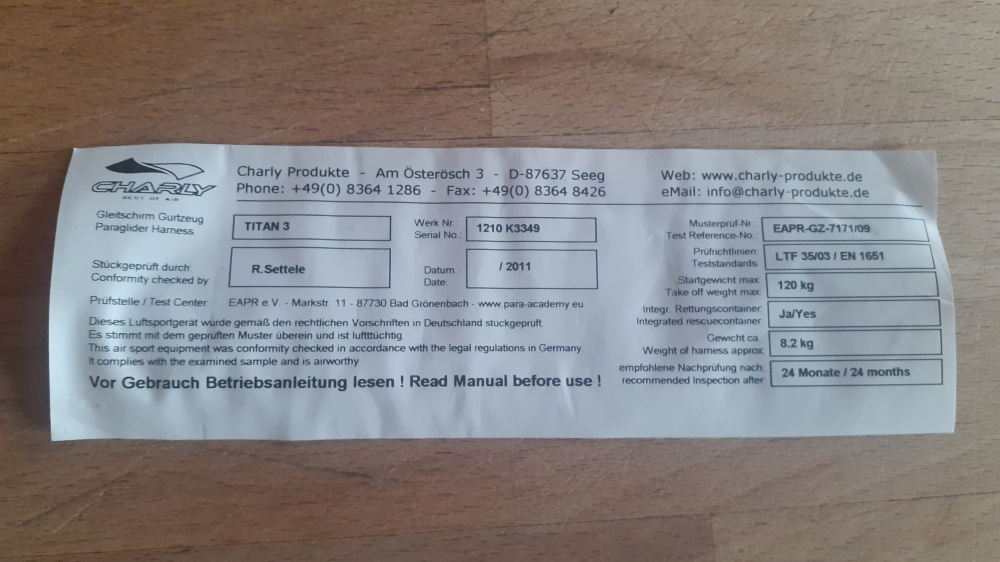 CHARLY
BEST OF AIR
Charly Produkte - Am Österösch 3 - D-87637 Seeg
Phone: +49(0) 8364 1286 - Fax: +49(0) 8364 8426
Web: www.charly-produkte.de
eMail: info@charly-produkte.de
Gleitschirm Gurtzeug
Paraglider Harness
TITAN 3
Werk Nr.:
Serial No.:
1210 K3349
Stückgeprüft durch:
Conformity checked by
R.Settele
Datum.:
Date.
/ 2011
Prüfstelle / Test Center EAPR e.V. - Markstr. 11 - 87730 Bad Grönenbach - www.para-academy.eu
Dieses Luftsportgerät wurde gemäß den rechtlichen Vorschriften in Deutschland stückgeprüft.
Es stimmt mit dem geprüften Muster überein und ist lufttüchtig.
This air sport equipment was conformity checked in accordance with the legal regulations in Germany.
It complies with the examined sample and is airworthy
Vor Gebrauch Betriebsanleitung lesen ! Read Manual before use !
Musterprüf-Nr.:
Test Reference-No.:
EAPR-GZ-7171/09
Prüfrichtlinien:
Teststandards:
LTF 35/03 / EN 1651
Startgewicht max:
Take off weight max:
120 kg
Integr. Rettungscontainer:
Integrated rescuecontainer:
Ja/Yes
Gewicht ca.:
Weight of harness approx:
8.2 kg
empfohlene Nachprüfung nach:
recommended Inspection after:
24 Monate / 24 months